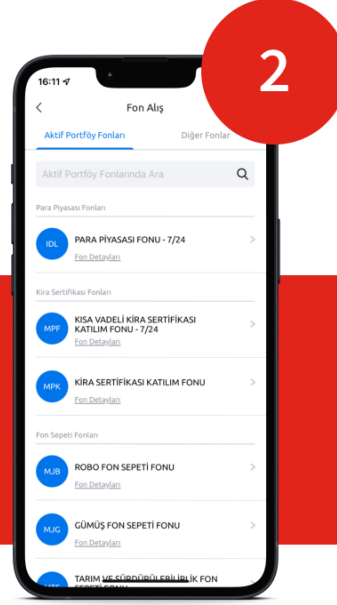 2
16:11
Fon Alış
Aktif Portföy Fonları
Diğer Fonlar
Aktif Portföy Fonlarında Ara
Para Piyasası Fonları
IDL
PARA PİYASASI FONU - 7/24
Fon Detayları
Kira Sertifikası Fonları
MPF
KISA VADELİ KİRA SERTİFİKASI
KATILIM FONU - 7/24
Fon Detayları
MPK
KİRA SERTİFİKASI KATILIM FONU
Fon Detayları
Fon Sepeti Fonları
MJB
ROBO FON SEPETİ FONU
Fon Detayları
MJG
GÜMÜŞ FON SEPETİ FONU
Fon Detayları
TARIM VE SÜRDÜRÜLEBİLİRLİK FON
SEPETİ FONU